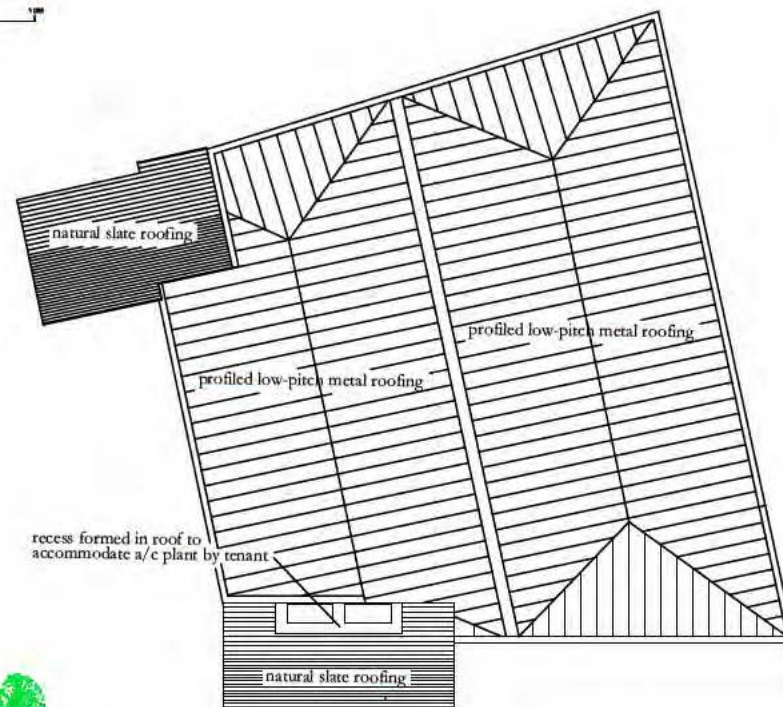 natural slate roofing
profiled low-pitch metal roofing
profiled low-pitch metal roofing
recess formed in roof to
accommodate a/c plant by tenant
natural slate roofing